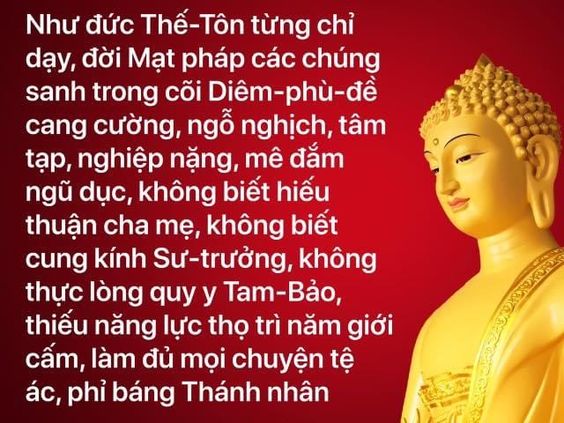 Như đức Thế-Tôn từng chỉ
dạy, đời Mạt pháp các chúng
sanh trong cõi Diêm-phù-đề
cang cường, ngỗ nghịch, tâm
tạp, nghiệp nặng, mê đắm
ngũ dục, không biết hiếu
thuận cha mẹ, không biết
cung kính Sư-trưởng, không
thực lòng quy y Tam-Bảo,
thiếu năng lực thọ trì năm giới
cấm, làm đủ mọi chuyện tệ
ác, phỉ báng Thánh nhân